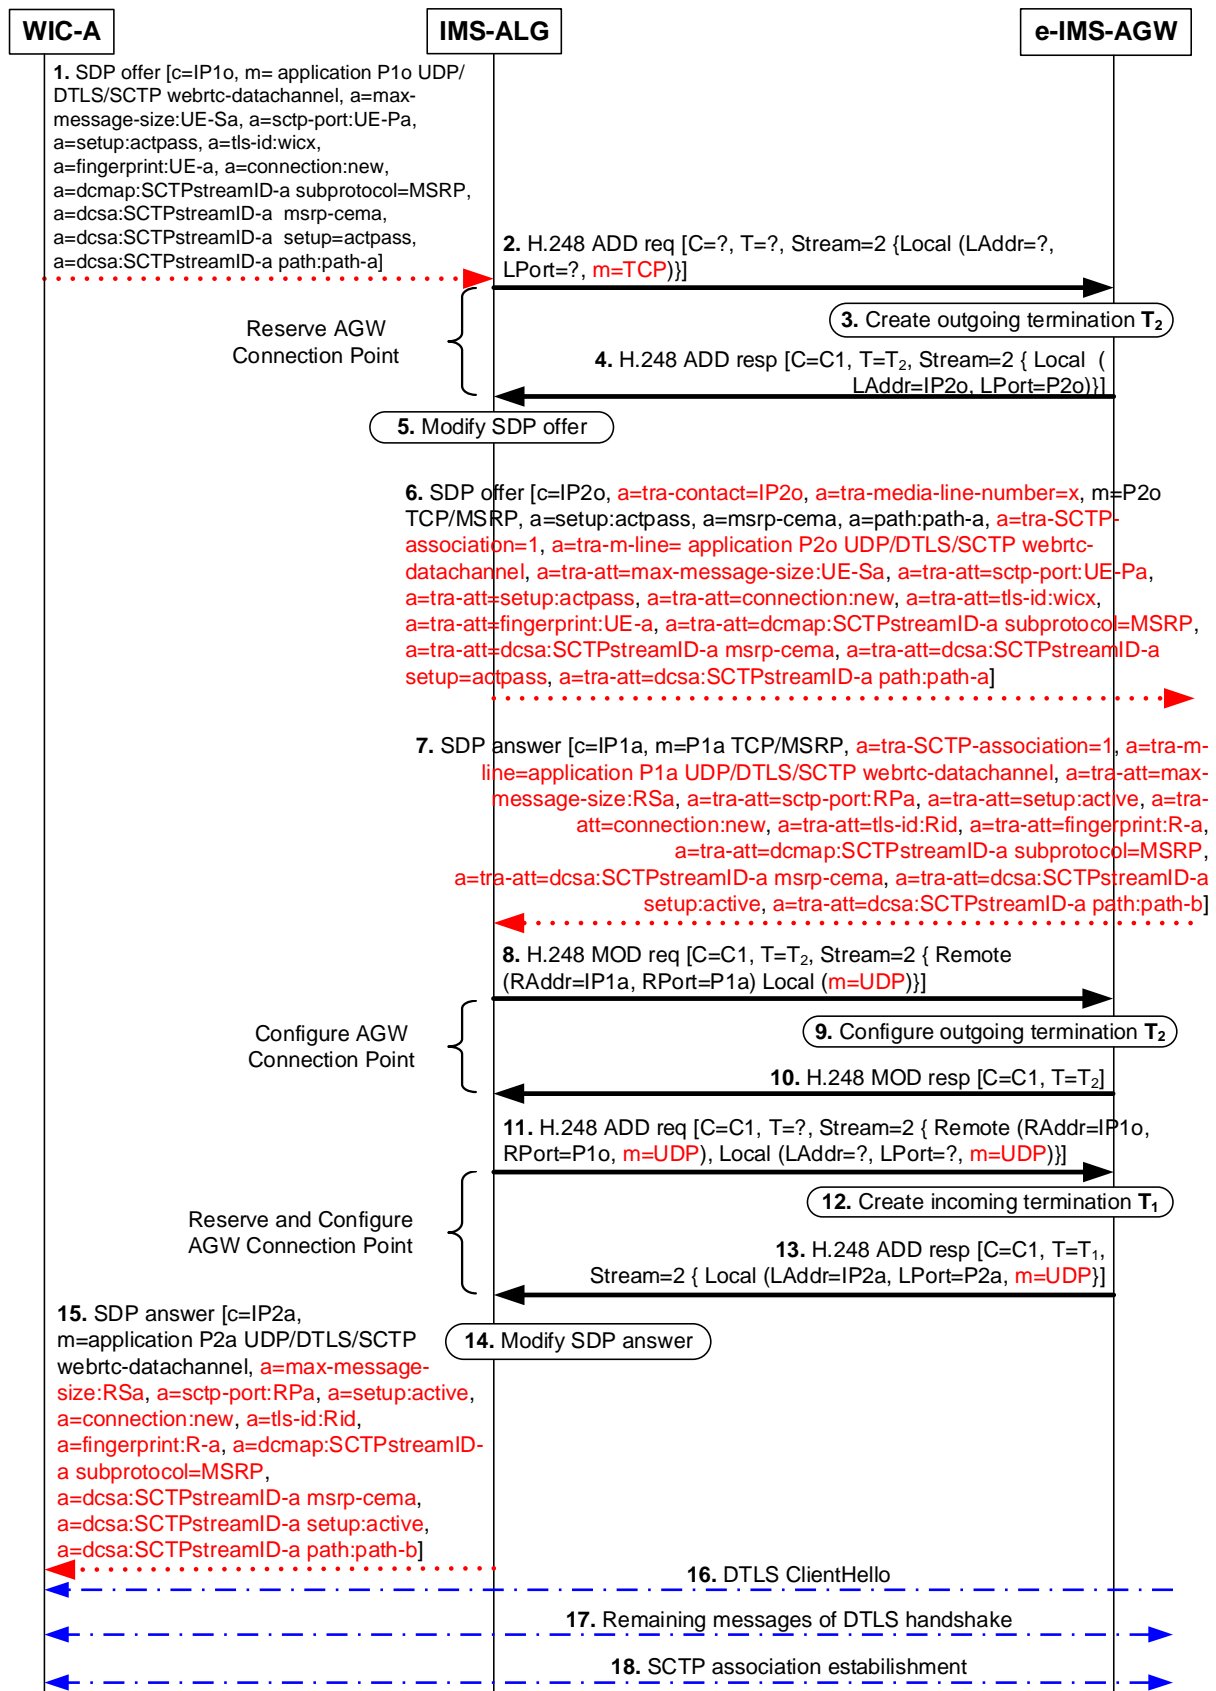 WIC-A
IMS-ALG
e-IMS-AGW
1. SDP offer [c=IP1o, m= application P1o UDP/
DTLS/SCTP webrtc-datachannel, a=max-
message-size:UE-Sa, a=sctp-port:UE-Pa,
a=setup:actpass, a=tls-id:wicx,
a=fingerprint:UE-a, a=connection:new,
a=dcmap:SCTPstreamID-a subprotocol=MSRP,
a=dcsa:SCTPstreamID-a  msrp-cema,
a=dcsa:SCTPstreamID-a  setup=actpass,
a=dcsa:SCTPstreamID-a path:path-a]
2. H.248 ADD req [C=?, T=?, Stream=2 {Local (LAddr=?,
LPort=?, m=TCP)}]
Reserve AGW
Connection Point
3. Create outgoing termination T2
4. H.248 ADD resp [C=C1, T=T2, Stream=2 { Local  (
LAddr=IP2o, LPort=P2o)}]
5. Modify SDP offer
6. SDP offer [c=IP2o, a=tra-contact=IP2o, a=tra-media-line-number=x, m=P2o
TCP/MSRP, a=setup:actpass, a=msrp-cema, a=path:path-a, a=tra-SCTP-
association=1, a=tra-m-line= application P2o UDP/DTLS/SCTP webrtc-
datachannel, a=tra-att=max-message-size:UE-Sa, a=tra-att=sctp-port:UE-Pa,
a=tra-att=setup:actpass, a=tra-att=connection:new, a=tra-att=tls-id:wicx,
a=tra-att=fingerprint:UE-a, a=tra-att=dcmap:SCTPstreamID-a subprotocol=MSRP,
a=tra-att=dcsa:SCTPstreamID-a msrp-cema, a=tra-att=dcsa:SCTPstreamID-a
setup=actpass, a=tra-att=dcsa:SCTPstreamID-a path:path-a]
7. SDP answer [c=IP1a, m=P1a TCP/MSRP, a=tra-SCTP-association=1, a=tra-m-
line=application P1a UDP/DTLS/SCTP webrtc-datachannel, a=tra-att=max-
message-size:RSa, a=tra-att=sctp-port:RPa, a=tra-att=setup:active, a=tra-
att=connection:new, a=tra-att=tls-id:Rid, a=tra-att=fingerprint:R-a,
a=tra-att=dcmap:SCTPstreamID-a subprotocol=MSRP,
a=tra-att=dcsa:SCTPstreamID-a msrp-cema, a=tra-att=dcsa:SCTPstreamID-a
setup:active, a=tra-att=dcsa:SCTPstreamID-a path:path-b]
8. H.248 MOD req [C=C1, T=T2, Stream=2 { Remote
(RAddr=IP1a, RPort=P1a) Local (m=UDP)}]
Configure AGW
Connection Point
9. Configure outgoing termination T2
10. H.248 MOD resp [C=C1, T=T2]
11. H.248 ADD req [C=C1, T=?, Stream=2 { Remote (RAddr=IP1o,
RPort=P1o, m=UDP), Local (LAddr=?, LPort=?, m=UDP)}]
12. Create incoming termination T1
Reserve and Configure
AGW Connection Point
13. H.248 ADD resp [C=C1, T=T1,
Stream=2 { Local (LAddr=IP2a, LPort=P2a, m=UDP}]
14. Modify SDP answer
15. SDP answer [c=IP2a,
m=application P2a UDP/DTLS/SCTP
webrtc-datachannel, a=max-message-
size:RSa, a=sctp-port:RPa, a=setup:active,
a=connection:new, a=tls-id:Rid,
a=fingerprint:R-a, a=dcmap:SCTPstreamID-
a subprotocol=MSRP,
a=dcsa:SCTPstreamID-a msrp-cema,
a=dcsa:SCTPstreamID-a setup:active,
a=dcsa:SCTPstreamID-a path:path-b]
16. DTLS ClientHello
17. Remaining messages of DTLS handshake
18. SCTP association estabilishment